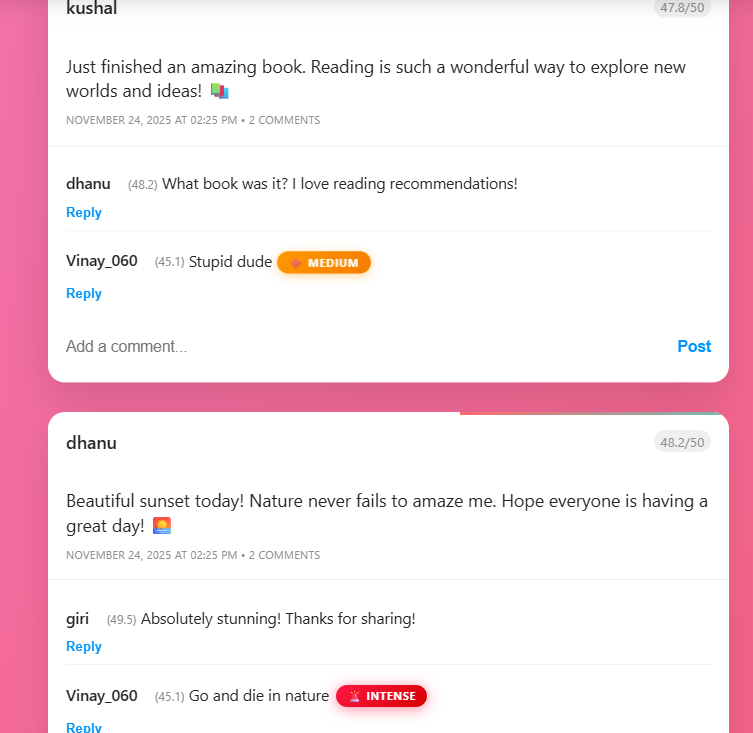 kushal 47.8/50
Just finished an amazing book. Reading is such a wonderful way to explore new
worlds and ideas! 📚
NOVEMBER 24, 2025 AT 02:25 PM • 2 COMMENTS
dhanu (48.2) What book was it? I love reading recommendations!
Reply
Vinay_060 (45.1) Stupid dude MEDIUM
Reply
Add a comment... Post
dhanu 48.2/50
Beautiful sunset today! Nature never fails to amaze me. Hope everyone is having a
great day! 🌅
NOVEMBER 24, 2025 AT 02:25 PM • 2 COMMENTS
giri (49.5) Absolutely stunning! Thanks for sharing!
Reply
Vinay_060 (45.1) Go and die in nature INTENSE
Reply